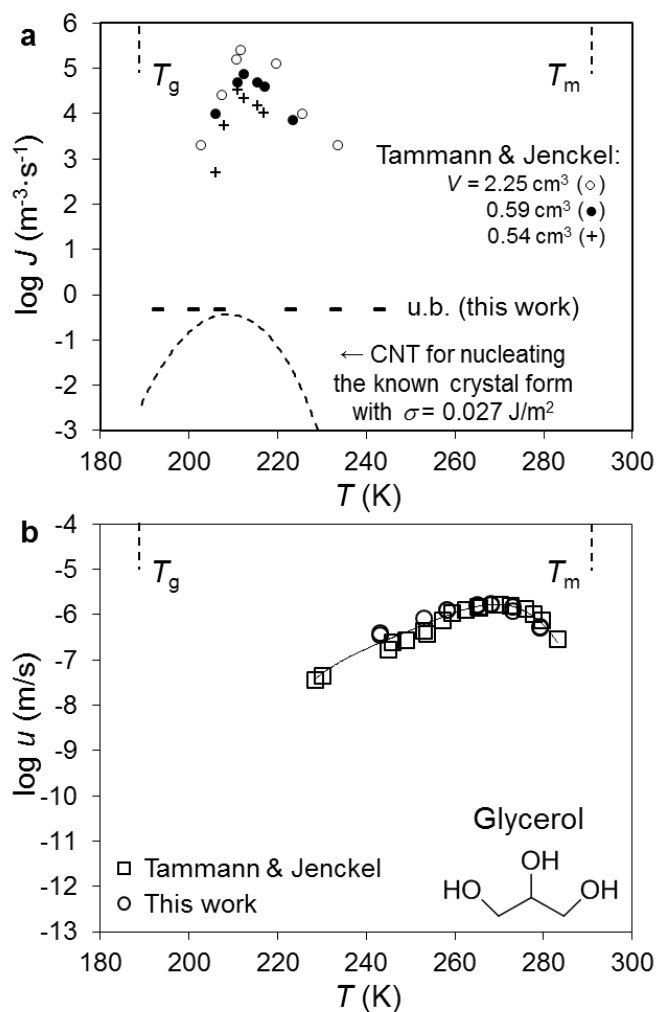 a
6
5
4
3
2
1
0
-1
-2
-3
log J (m⁻³·s⁻¹)
Tg
Tm
Tammann & Jenckel:
V = 2.25 cm³ (○)
0.59 cm³ (●)
0.54 cm³ (+)
u.b. (this work)
← CNT for nucleating
the known crystal form
with σ = 0.027 J/m²
180 200 220 240 260 280 300
T (K)
b
-4
-5
-6
-7
-8
-9
-10
-11
-12
-13
log u (m/s)
Tg
Tm
Glycerol
OH
HO
OH
□ Tammann & Jenckel
○ This work
180 200 220 240 260 280 300
T (K)